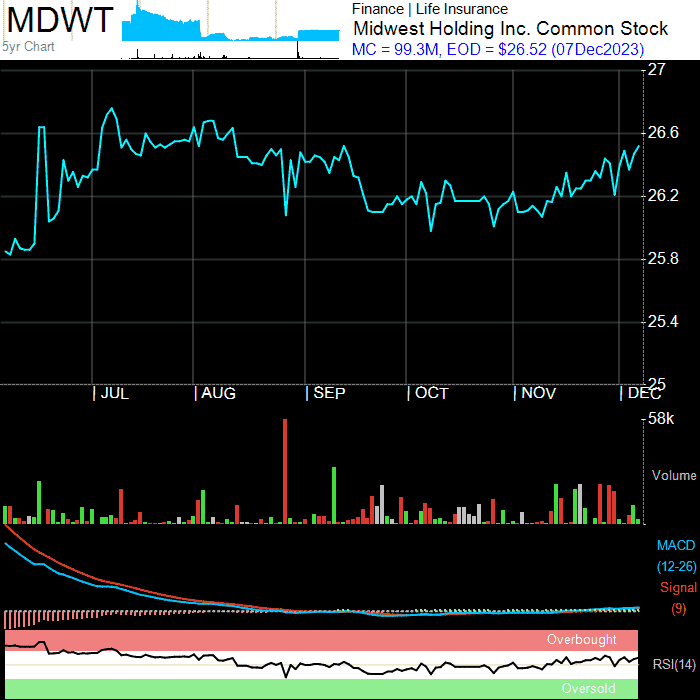 MDWT
5yr Chart
Finance | Life Insurance
Midwest Holding Inc. Common Stock
MC = 99.3M, EOD = $26.52 (07Dec2023)
27
26.6
26.2
25.8
25.4
25
JUL AUG SEP OCT NOV DEC
58k
Volume
MACD
(12-26)
Signal
(9)
Overbought
RSI(14)
Oversold